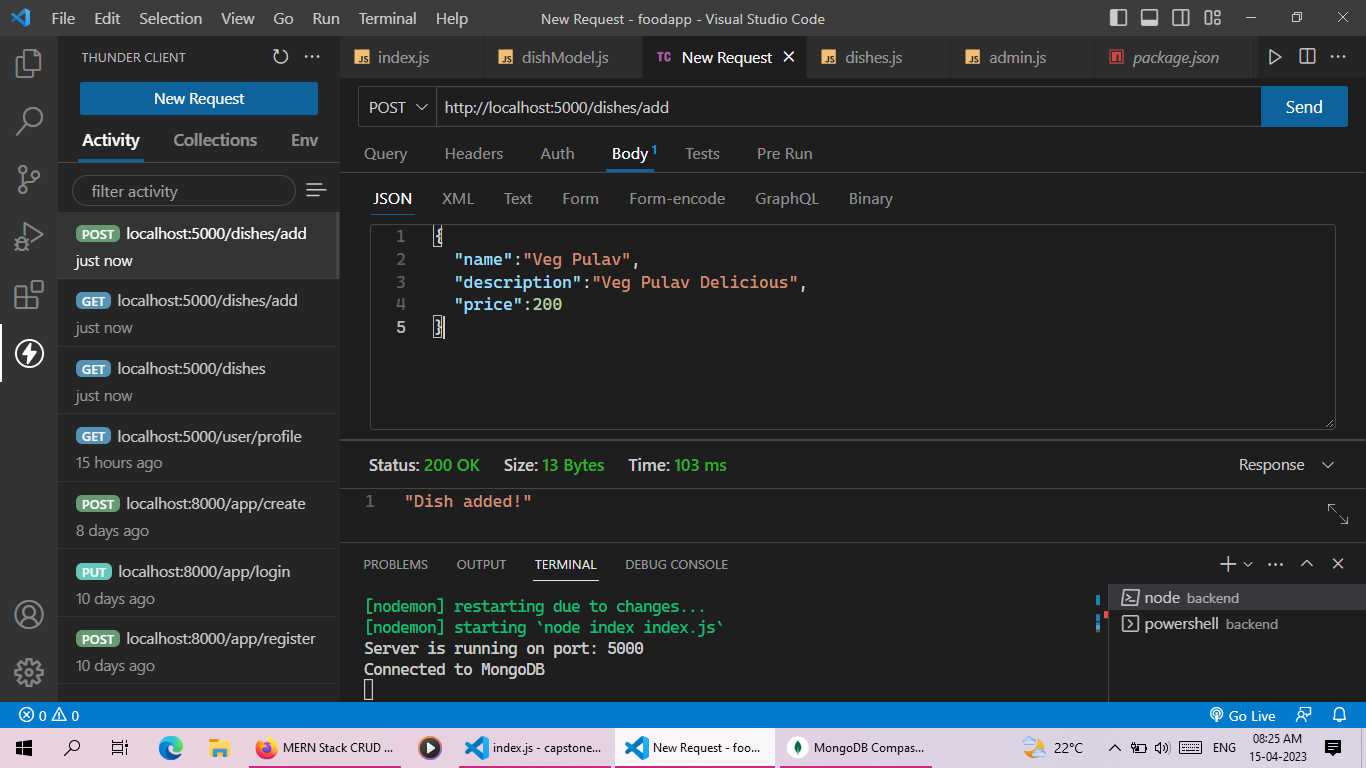 File Edit Selection View Go Run Terminal Help New Request - foodapp - Visual Studio Code
THUNDER CLIENT
New Request
Activity Collections Env
filter activity
POST localhost:5000/dishes/add
just now
GET localhost:5000/dishes/add
just now
GET localhost:5000/dishes
just now
GET localhost:5000/user/profile
15 hours ago
POST localhost:8000/app/create
8 days ago
PUT localhost:8000/app/login
10 days ago
POST localhost:8000/app/register
10 days ago
JS index.js JS dishModel.js TC New Request JS dishes.js JS admin.js package.json
POST http://localhost:5000/dishes/add Send
Query Headers Auth Body 1 Tests Pre Run
JSON XML Text Form Form-encode GraphQL Binary
1 {
2 "name":"Veg Pulav",
3 "description":"Veg Pulav Delicious",
4 "price":200
5 }
Status: 200 OK Size: 13 Bytes Time: 103 ms Response
1 "Dish added!"
PROBLEMS OUTPUT TERMINAL DEBUG CONSOLE
[nodemon] restarting due to changes...
[nodemon] starting `node index index.js`
Server is running on port: 5000
Connected to MongoDB
node backend
powershell backend
0 0 Go Live
MERN Stack CRUD ... index.js - capstone... New Request - foo... MongoDB Compas... 22°C ENG 08:25 AM
15-04-2023